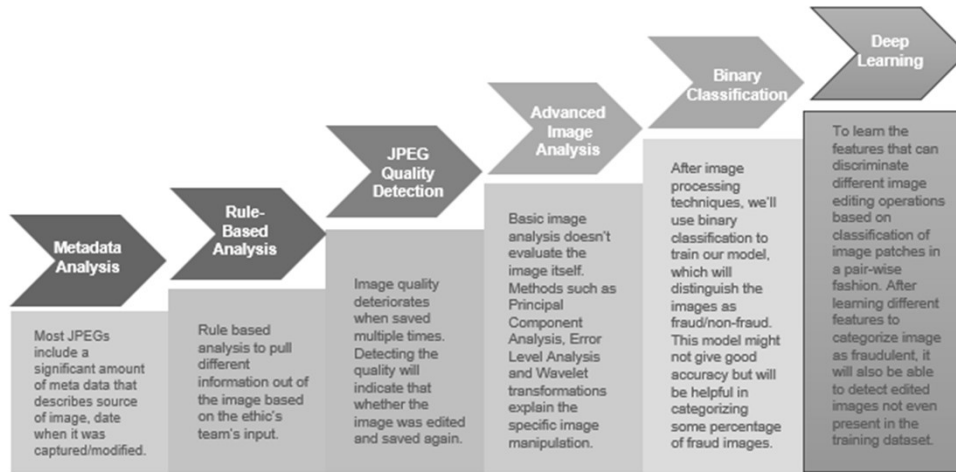 Metadata
Analysis
Most JPEGs
include a
significant amount
of meta data that
describes source
of image, date
when it was
captured/modified.
Rule-
Based
Analysis
Rule based
analysis to pull
different
information out of
the image based
on the ethic's
team's input.
JPEG
Quality
Detection
Image quality
deteriorates
when saved
multiple times.
Detecting the
quality will
indicate that
whether the
image was edited
and saved again.
Advanced
Image
Analysis
Basic image
analysis doesn't
evaluate the
image itself.
Methods such as
Principal
Component
Analysis, Error
Level Analysis
and Wavelet
transformations
explain the
specific image
manipulation.
Binary
Classification
After image
processing
techniques, we'll
use binary
classification to
train our model,
which will
distinguish the
images as
fraud/non-fraud.
This model might
not give good
accuracy but will
be helpful in
categorizing
some percentage
of fraud images.
Deep
Learning
To learn the
features that can
discriminate
different image
editing operations
based on
classification of
image patches in
a pair-wise
fashion. After
learning different
features to
categorize image
as fraudulent, it
will also be able
to detect edited
images not even
present in the
training dataset.